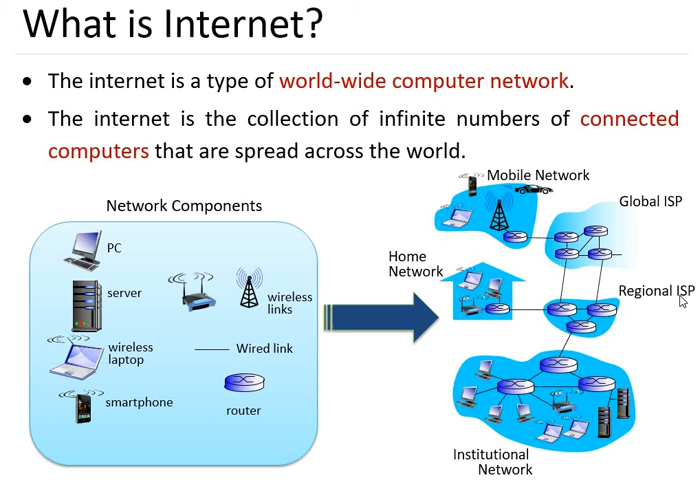 What is Internet?
• The internet is a type of world-wide computer network.
• The internet is the collection of infinite numbers of connected
computers that are spread across the world.
Network Components
PC
server
wireless
laptop
smartphone
wireless
links
Wired link
router
Mobile Network
Global ISP
Home
Network
Regional ISP
Institutional
Network